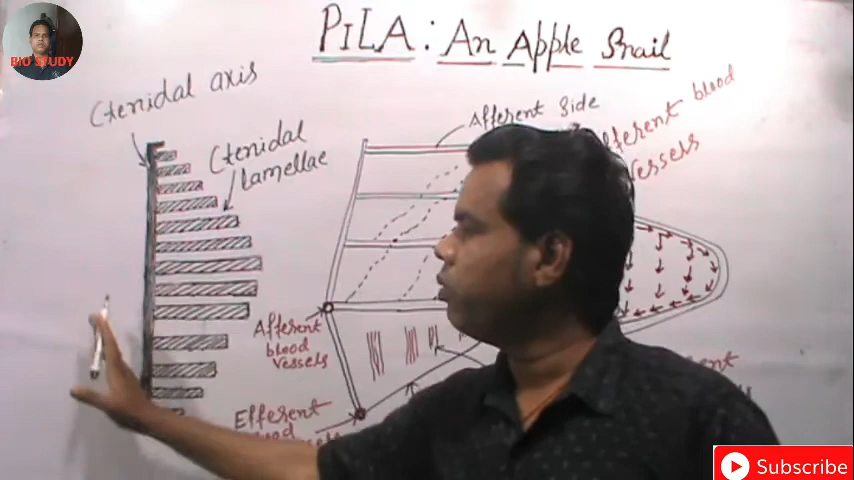 BIO STUDY
PILA : An Apple Snail
Ctenidal axis
Ctenidal
lamellae
Afferent Side
blood
Vessels
Afferent
blood
Vessels
Efferent
Subscribe